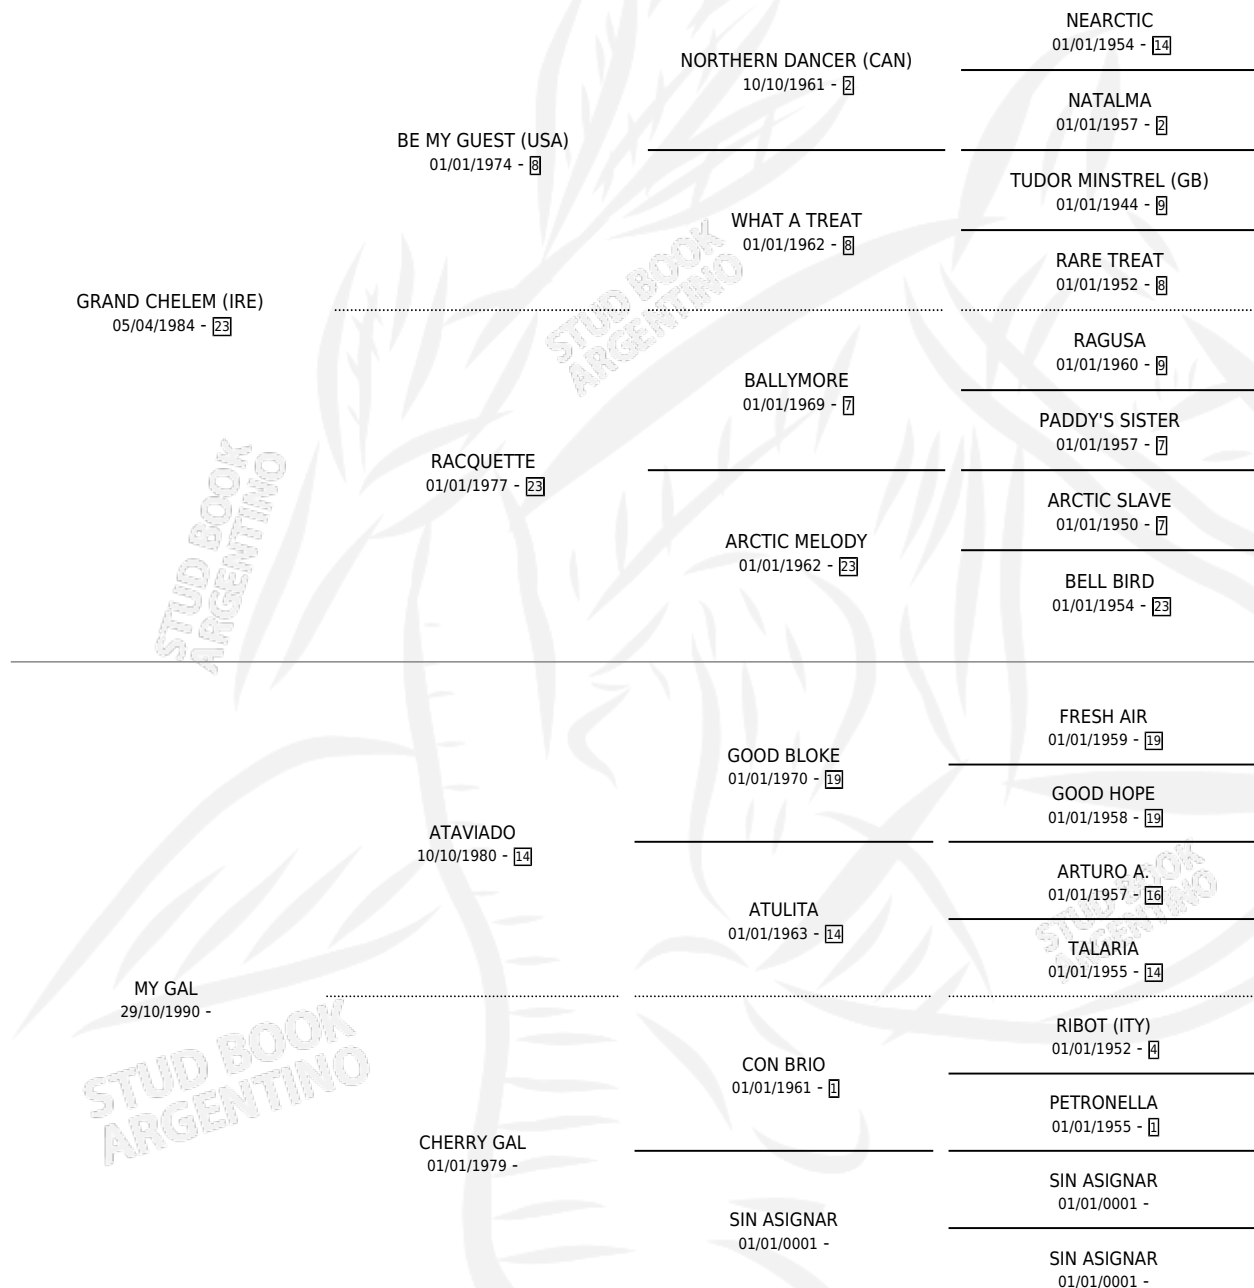 NEARCTIC
01/01/1954 - 14
NORTHERN DANCER (CAN)
10/10/1961 - 2
NATALMA
01/01/1957 - 2
BE MY GUEST (USA)
01/01/1974 - 8
TUDOR MINSTREL (GB)
01/01/1944 - 9
WHAT A TREAT
01/01/1962 - 8
RARE TREAT
01/01/1952 - 8
GRAND CHELEM (IRE)
05/04/1984 - 23
RAGUSA
01/01/1960 - 9
BALLYMORE
01/01/1969 - 7
PADDY'S SISTER
01/01/1957 - 7
RACQUETTE
01/01/1977 - 23
ARCTIC SLAVE
01/01/1950 - 7
ARCTIC MELODY
01/01/1962 - 23
BELL BIRD
01/01/1954 - 23
FRESH AIR
01/01/1959 - 19
GOOD BLOKE
01/01/1970 - 19
GOOD HOPE
01/01/1958 - 19
ATAVIADO
10/10/1980 - 14
ARTURO A.
01/01/1957 - 16
ATULITA
01/01/1963 - 14
TALARIA
01/01/1955 - 14
MY GAL
29/10/1990 -
RIBOT (ITY)
01/01/1952 - 4
CON BRIO
01/01/1961 - 1
PETRONELLA
01/01/1955 - 1
CHERRY GAL
01/01/1979 -
SIN ASIGNAR
01/01/0001 -
SIN ASIGNAR
01/01/0001 -
SIN ASIGNAR
01/01/0001 -
STUD BOOK
ARGENTINO
STUD BOOK
ARGENTINO
STUD BOOK
ARGENTINO
STUD BOOK
ARGENTINO